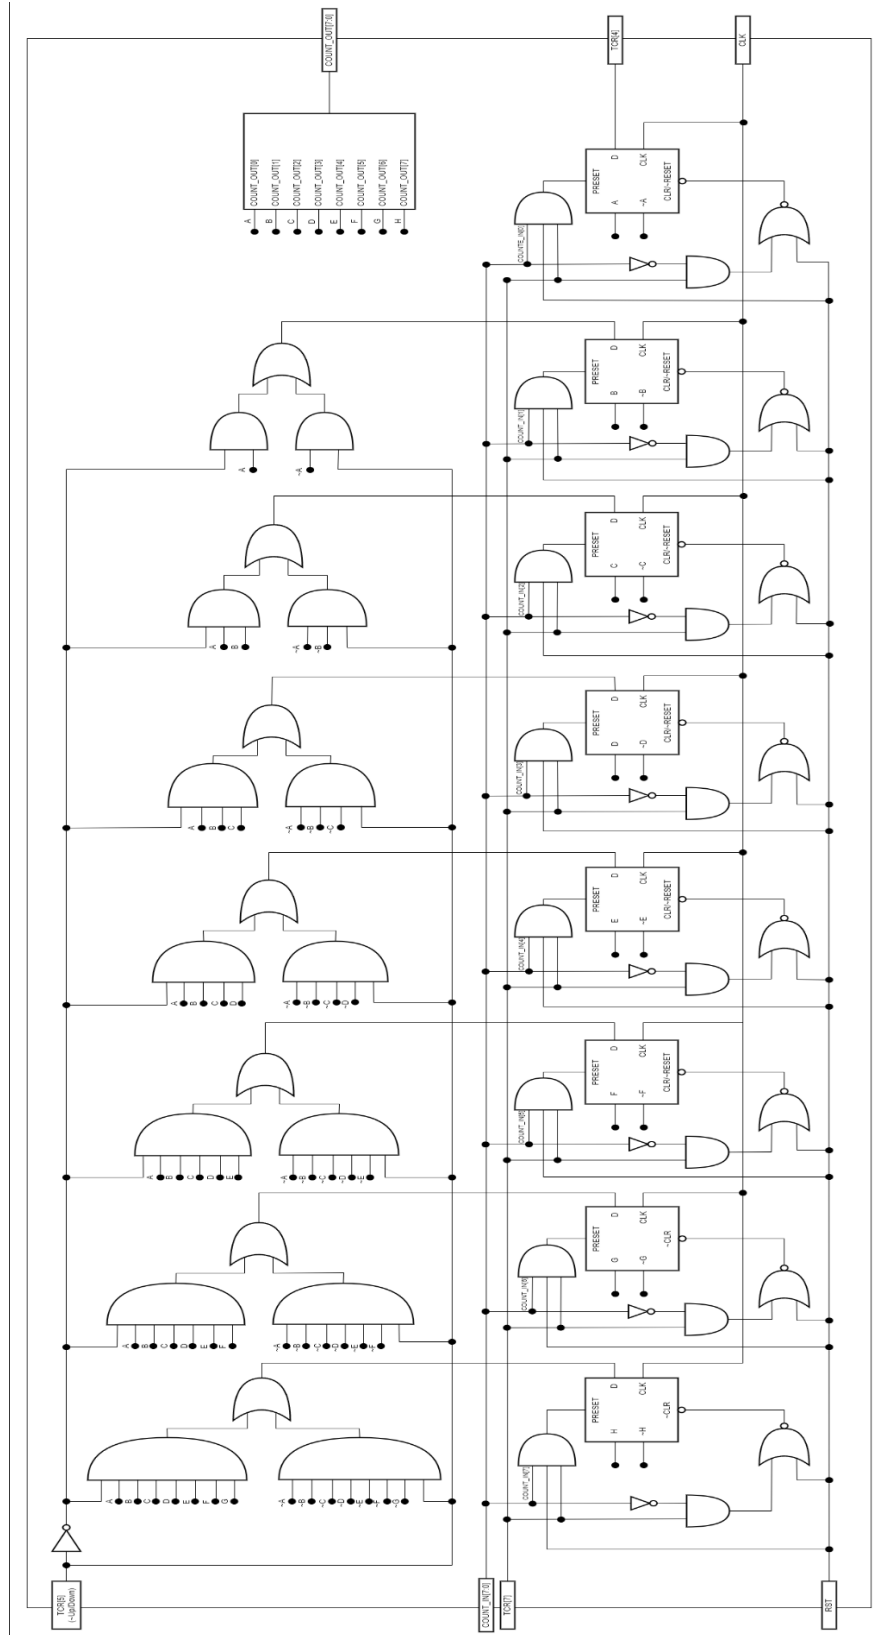 TCR[5]
(~Up/Down)
A
B
C
D
E
F
G
~A
~B
~C
~D
~E
~F
~G
A
B
C
D
E
F
~A
~B
~C
~D
~E
~F
A
B
C
D
E
~A
~B
~C
~D
~E
A
B
C
D
~A
~B
~C
~D
A
B
C
~A
~B
~C
A
B
~A
~B
A
~A
A COUNT_OUT[0]
B COUNT_OUT[1]
C COUNT_OUT[2]
D COUNT_OUT[3]
E COUNT_OUT[4]
F COUNT_OUT[5]
G COUNT_OUT[6]
H COUNT_OUT[7]
COUNT_OUT[7:0]
COUNT_IN[7:0]
TCR[7]
RST
COUNT_IN[7]
PRESET
H D
~H CLK
~CLR
COUNT_IN[6]
PRESET
G D
~G CLK
~CLR
COUNT_IN[5]
PRESET
F D
~F CLK
CLR/~RESET
COUNT_IN[4]
PRESET
E D
~E CLK
CLR/~RESET
COUNT_IN[3]
PRESET
D D
~D CLK
CLR/~RESET
COUNT_IN[2]
PRESET
C D
~C CLK
CLR/~RESET
COUNT_IN[1]
PRESET
B D
~B CLK
CLR/~RESET
COUNTE_IN[0]
PRESET
A D
~A CLK
CLR/~RESET
TCR[4]
CLK